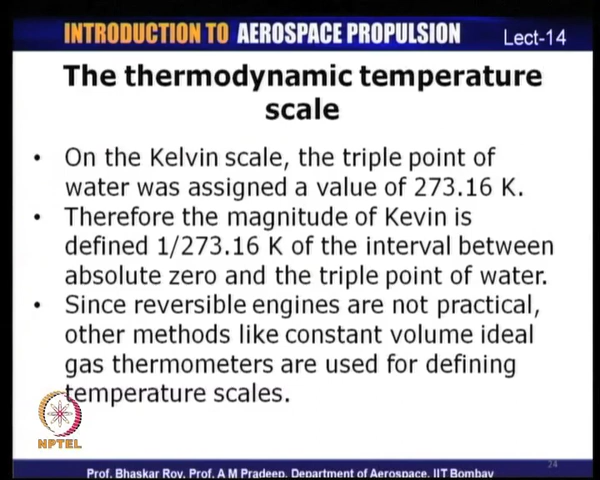 INTRODUCTION TO AEROSPACE PROPULSION Lect-14
The thermodynamic temperature
scale
• On the Kelvin scale, the triple point of
water was assigned a value of 273.16 K.
• Therefore the magnitude of Kevin is
defined 1/273.16 K of the interval between
absolute zero and the triple point of water.
• Since reversible engines are not practical,
other methods like constant volume ideal
gas thermometers are used for defining
temperature scales.
NPTEL
24
Prof. Bhaskar Roy, Prof. A M Pradeep, Department of Aerospace, IIT Bombay